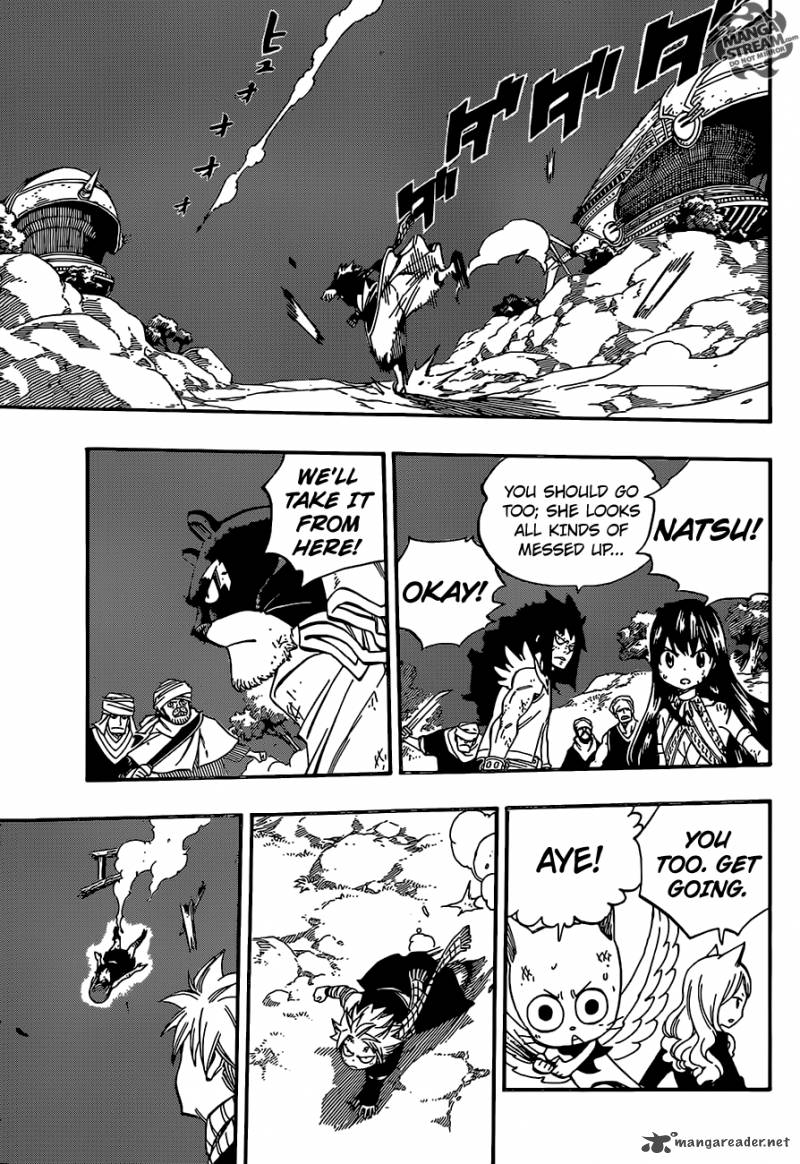 MANGA
STREAM.com
DO NOT MIRROR
ダダダダ
ヒュオオオ
NATSU!
YOU SHOULD GO
TOO; SHE LOOKS
ALL KINDS OF
MESSED UP...
OKAY!
WE'LL
TAKE IT
FROM
HERE!
YOU
TOO. GET
GOING.
AYE!
mangareader.net